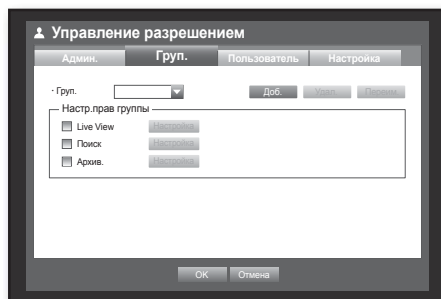 Управление разрешением
Админ. Груп. Пользователь Настройка
· Груп. Доб. Удал. Переим.
Настр.прав группы
Live View Настройка
Поиск Настройка
Архив. Настройка
OK Отмена